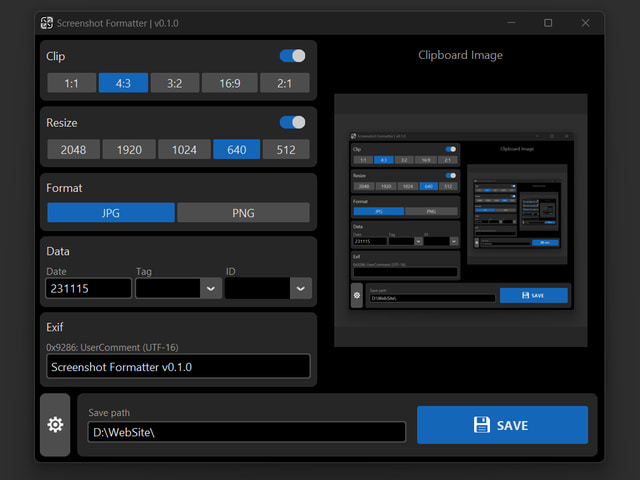 Screenshot Formatter | v0.1.0
Clip
1:1 4:3 3:2 16:9 2:1
Resize
2048 1920 1024 640 512
Format
JPG PNG
Data
Date Tag ID
231115
Exif
0x9286: UserComment (UTF-16)
Screenshot Formatter v0.1.0
Save path
D:\WebSite\
SAVE
Clipboard Image
Screenshot Formatter | v0.1.0
Clip
1:1 4:3 3:2 16:9 2:1
Resize
2048 1920 1024 640 512
Format
JPG PNG
Data
Date Tag ID
231115
Exif
0x9286: UserComment (UTF-16)
Save path
D:\WebSite\
SAVE
Clipboard Image